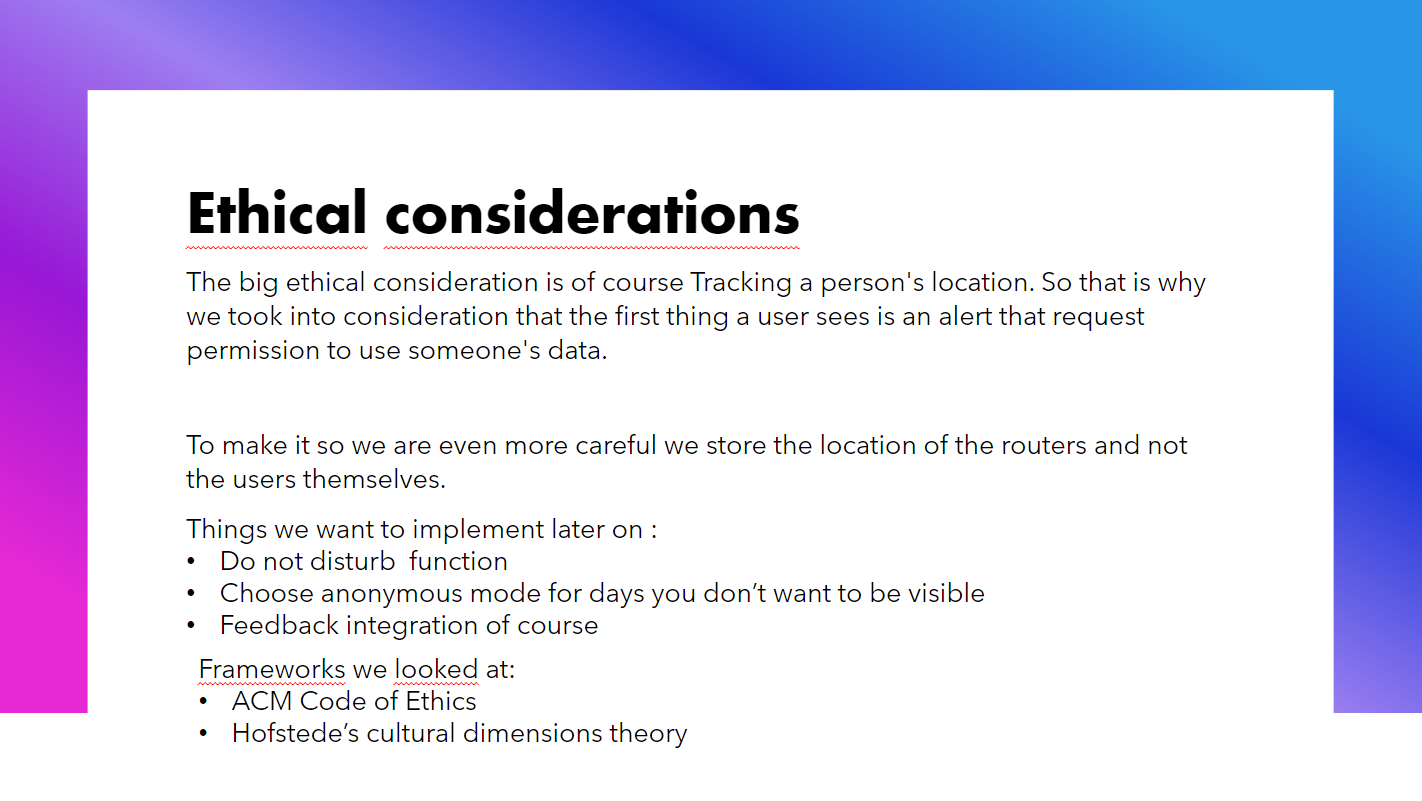 Ethical considerations
The big ethical consideration is of course Tracking a person's location. So that is why
we took into consideration that the first thing a user sees is an alert that request
permission to use someone's data.
To make it so we are even more careful we store the location of the routers and not
the users themselves.
Things we want to implement later on :
• Do not disturb  function
• Choose anonymous mode for days you don’t want to be visible
• Feedback integration of course
Frameworks we looked at:
• ACM Code of Ethics
• Hofstede’s cultural dimensions theory